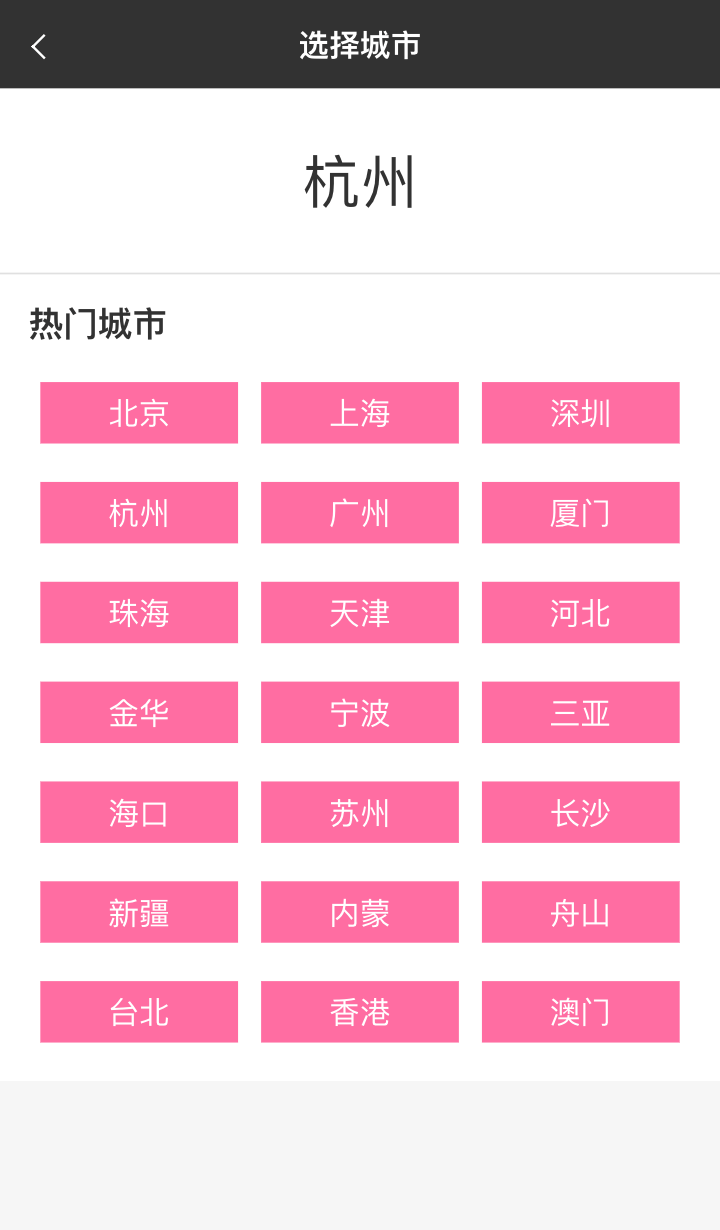 选择城市
杭州
热门城市
北京 上海 深圳
杭州 广州 厦门
珠海 天津 河北
金华 宁波 三亚
海口 苏州 长沙
新疆 内蒙 舟山
台北 香港 澳门